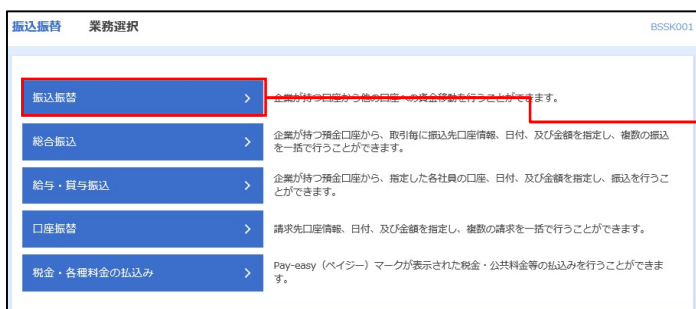 振込振替 業務選択 BSSK001
振込振替 > 企業が持つ口座から他の口座への資金移動を行うことができます。
総合振込 > 企業が持つ預金口座から、取引毎に振込先口座情報、日付、及び金額を指定し、複数の振込
を一括で行うことができます。
給与・賞与振込 > 企業が持つ預金口座から、指定した各社員の口座、日付、及び金額を指定し、振込を行うこ
とができます。
口座振替 > 請求先口座情報、日付、及び金額を指定し、複数の請求を一括で行うことができます。
税金・各種料金の払込み > Pay-easy（ペイジー）マークが表示された税金・公共料金等の払込みを行うことができま
す。